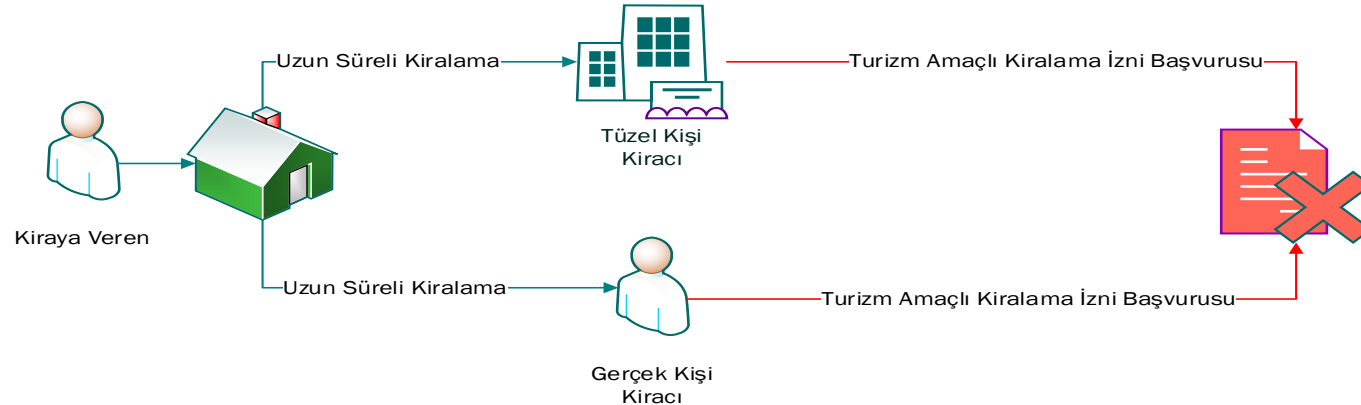 Uzun Süreli Kiralama
Turizm Amaçlı Kiralama İzni Başvurusu
Tüzel Kişi
Kiracı
Kiraya Veren
Uzun Süreli Kiralama
Turizm Amaçlı Kiralama İzni Başvurusu
Gerçek Kişi
Kiracı